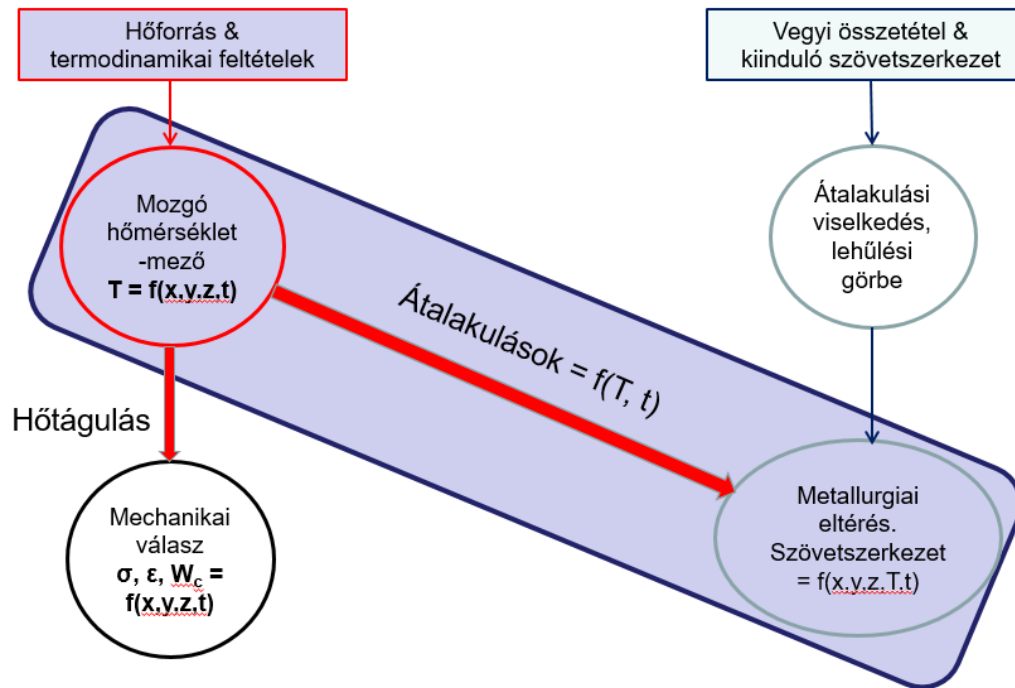 Hőforrás &
termodinamikai feltételek
Vegyi összetétel &
kiinduló szövetszerkezet
Mozgó
hőmérséklet
-mező
T = f(x,y,z,t)
Átalakulási
viselkedés,
lehűlési
görbe
Átalakulások = f(T, t)
Hőtágulás
Mechanikai
válasz
σ, ε, W_c =
f(x,y,z,t)
Metallurgiai
eltérés.
Szövetszerkezet
= f(x,y,z,T,t)